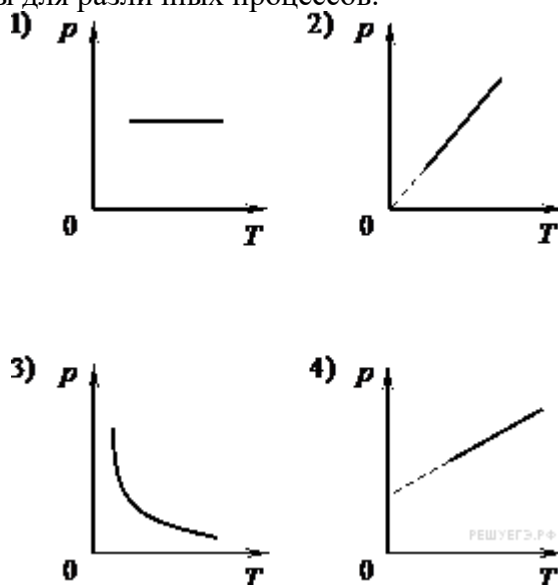 ы для различных процессов.
1) p 2) p
0 T 0 T
3) p 4) p
РЕШУЕГЭ.РФ
0 T 0 T